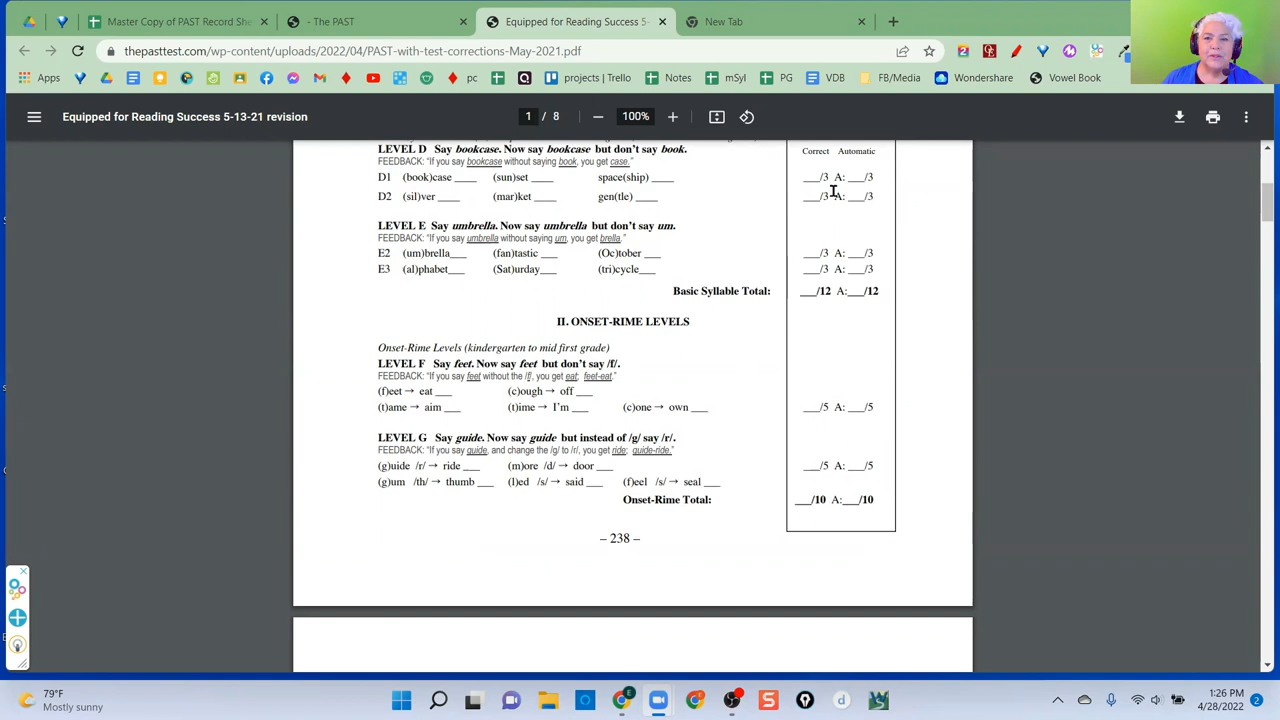 Master Copy of PAST Record She
- The PAST
Equipped for Reading Success 5-
New Tab
thepasttest.com/wp-content/uploads/2022/04/PAST-with-test-corrections-May-2021.pdf
Apps
pc
projects | Trello
Notes
mSyl
PG
VDB
FB/Media
Wondershare
Vowel Book
Equipped for Reading Success 5-13-21 revision
1 / 8
100%
LEVEL D Say bookcase. Now say bookcase but don't say book.
Correct Automatic
FEEDBACK: "If you say bookcase without saying book, you get case."
D1 (book)case ____ (sun)set ____ space(ship) ____ ___/3 A: ___/3
D2 (sil)ver ____ (mar)ket ____ gen(tle) ____ ___/3 A: ___/3
LEVEL E Say umbrella. Now say umbrella but don't say um.
FEEDBACK: "If you say umbrella without saying um, you get brella."
E2 (um)brella___ (fan)tastic ___ (Oc)tober ___ ___/3 A: ___/3
E3 (al)phabet___ (Sat)urday___ (tri)cycle___ ___/3 A: ___/3
Basic Syllable Total: ___/12 A:___/12
II. ONSET-RIME LEVELS
Onset-Rime Levels (kindergarten to mid first grade)
LEVEL F Say feet. Now say feet but don't say /f/.
FEEDBACK: "If you say feet without the /f/, you get eat; feet-eat."
(f)eet → eat ___ (c)ough → off ___
(t)ame → aim ___ (t)ime → I'm ___ (c)one → own ___ ___/5 A: ___/5
LEVEL G Say guide. Now say guide but instead of /g/ say /r/.
FEEDBACK: "If you say guide, and change the /g/ to /r/, you get ride; guide-ride."
(g)uide /r/→ ride ___ (m)ore /d/→ door ___ ___/5 A: ___/5
(g)um /th/→ thumb ___ (l)ed /s/→ said ___ (f)eel /s/→ seal ___
Onset-Rime Total: ___/10 A:___/10
– 238 –
79°F
Mostly sunny
1:26 PM
4/28/2022